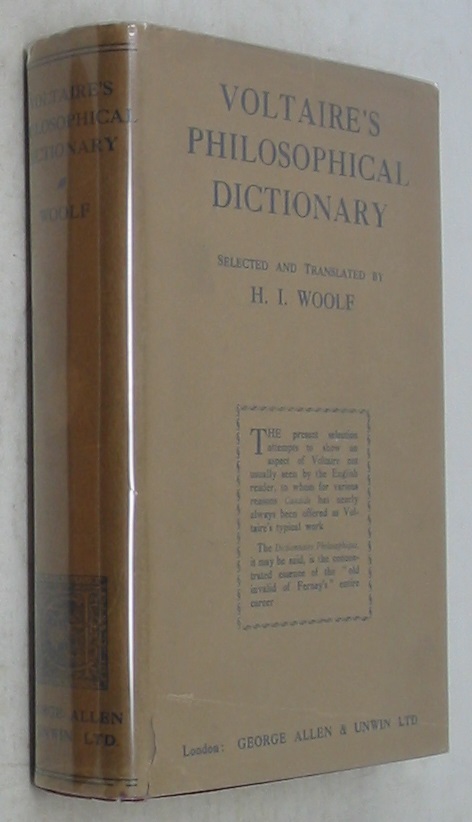 VOLTAIRE'S
PHILOSOPHICAL
DICTIONARY
SELECTED AND TRANSLATED BY
H. I. WOOLF
THE present selection
attempts to show an
aspect of Voltaire not
usually seen by the English
reader, to whom for various
reasons Candide has nearly
always been offered as Vol-
taire's typical work
The Dictionnaire Philosophique,
it may be said, is the concen-
trated essence of the "old
invalid of Ferney's" entire
career
London: GEORGE ALLEN & UNWIN LTD
VOLTAIRE'S
PHILOSOPHICAL
DICTIONARY
WOOLF
GEORGE ALLEN
UNWIN LTD.